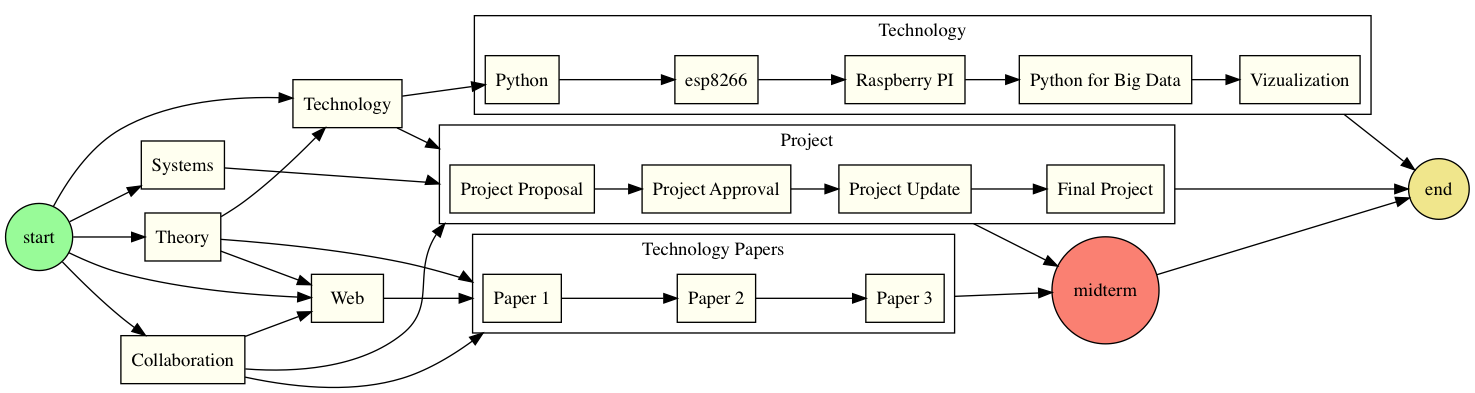 Technology
Python
esp8266
Raspberry PI
Python for Big Data
Vizualization
Technology
Project
Systems
Project Proposal
Project Approval
Project Update
Final Project
end
start
Theory
Technology Papers
Web
Paper 1
Paper 2
Paper 3
midterm
Collaboration